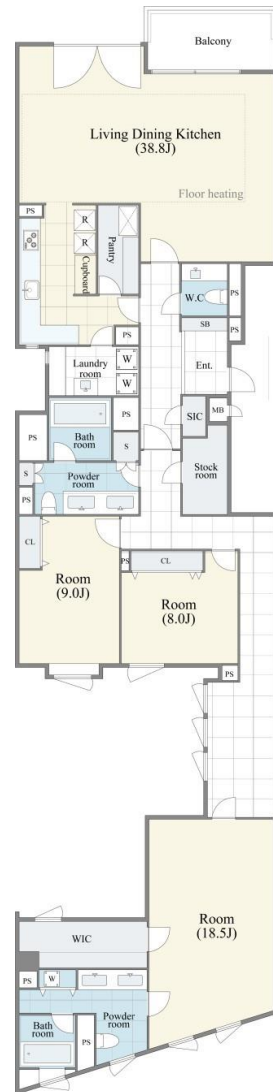 Balcony
Living Dining Kitchen
(38.8J)
Floor heating
PS
R
R
Cupboard
Pantry
W.C
PS
SB
PS
PS
Ent.
Laundry
room
W
W
SIC
MB
PS
PS
Bath
room
S
Stock
room
S
Powder
room
PS
CL
PS
CL
Room
(9.0J)
Room
(8.0J)
PS
Room
(18.5J)
WIC
PS
W
Bath
room
PS
Powder
room